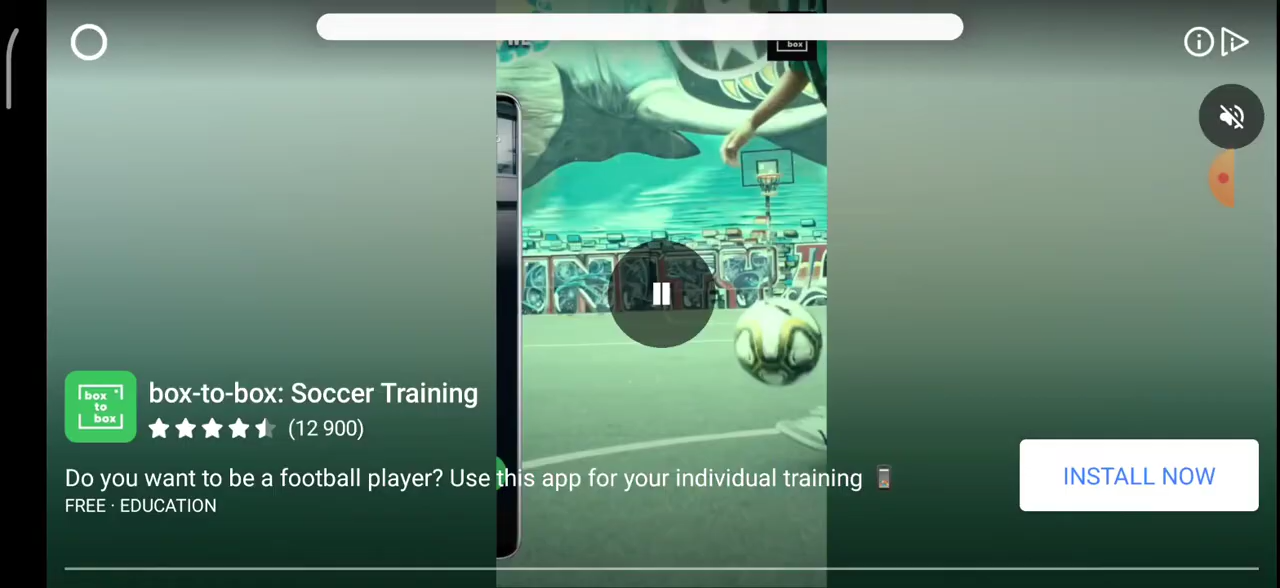 box
box-to-box: Soccer Training
box
to
box
(12 900)
Do you want to be a football player? Use this app for your individual training
FREE · EDUCATION
INSTALL NOW